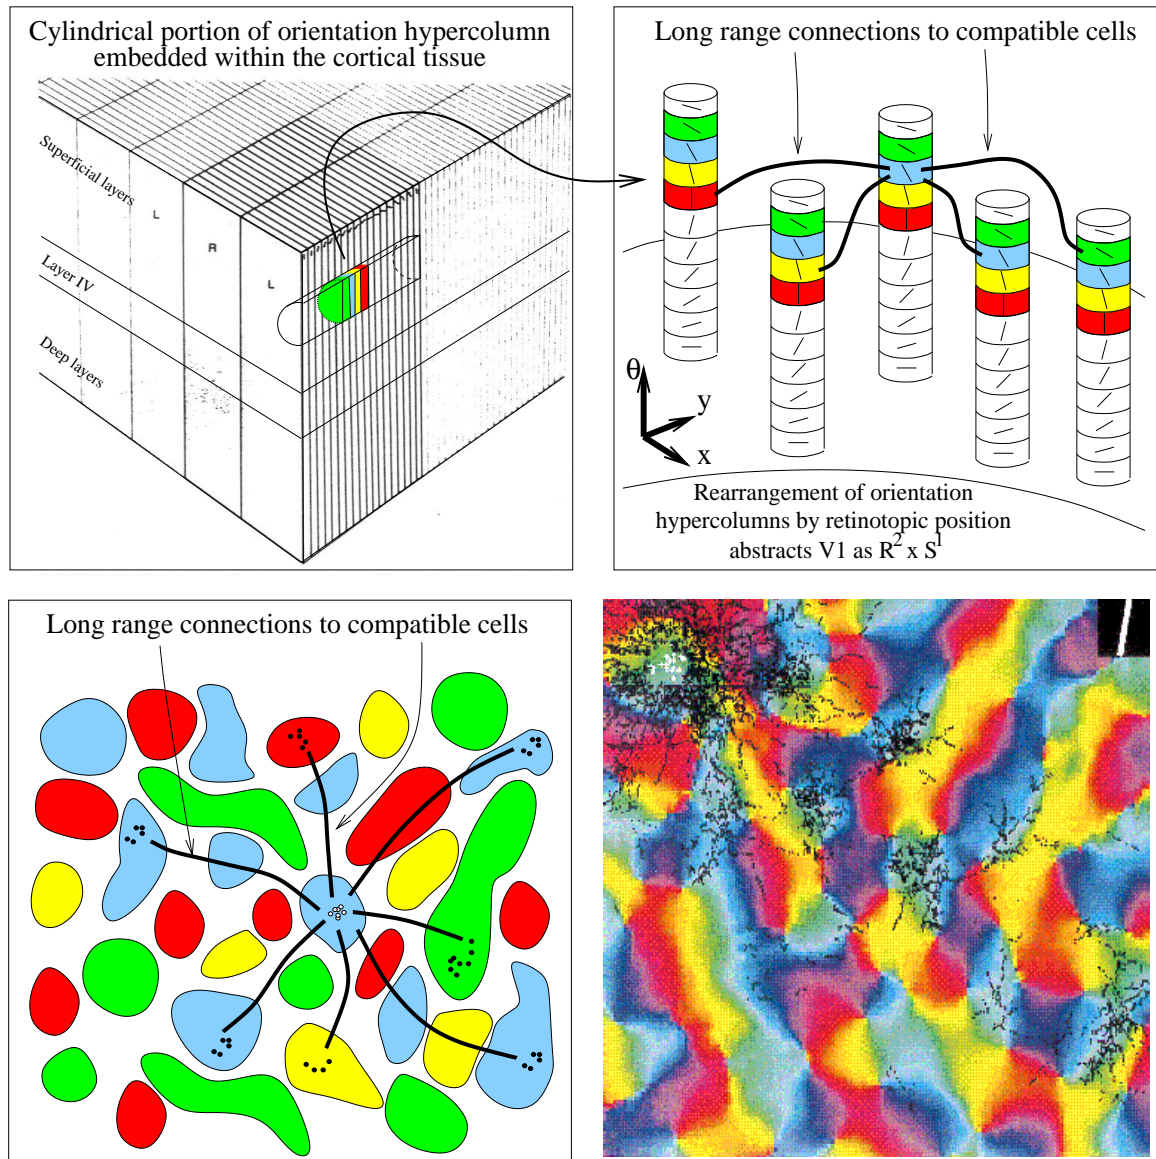 Cylindrical portion of orientation hypercolumn
embedded within the cortical tissue
Superficial layers
L
R
L
Layer IV
Deep layers
Long range connections to compatible cells
θ
y
x
Rearrangement of orientation
hypercolumns by retinotopic position
abstracts V1 as R² x S¹
Long range connections to compatible cells